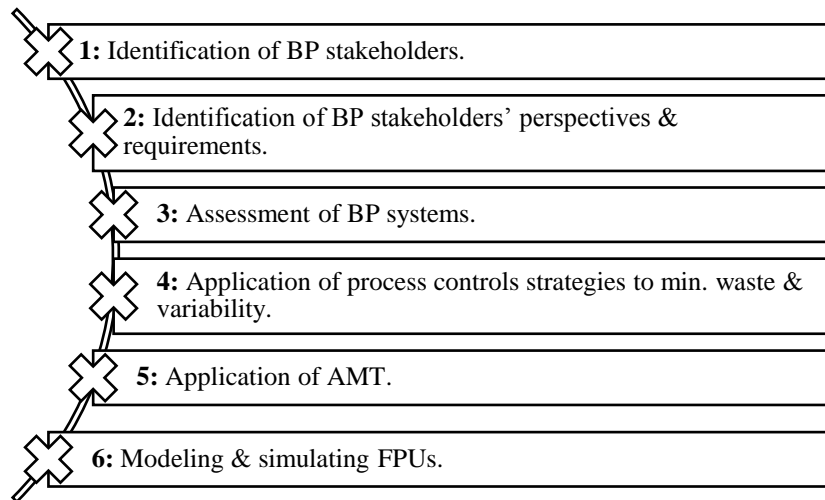 1: Identification of BP stakeholders.
2: Identification of BP stakeholders’ perspectives &
requirements.
3: Assessment of BP systems.
4: Application of process controls strategies to min. waste &
variability.
5: Application of AMT.
6: Modeling & simulating FPUs.